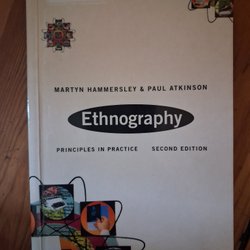 MARTYN HAMMERSLEY & PAUL ATKINSON
Ethnography
PRINCIPLES IN PRACTICE SECOND EDITION